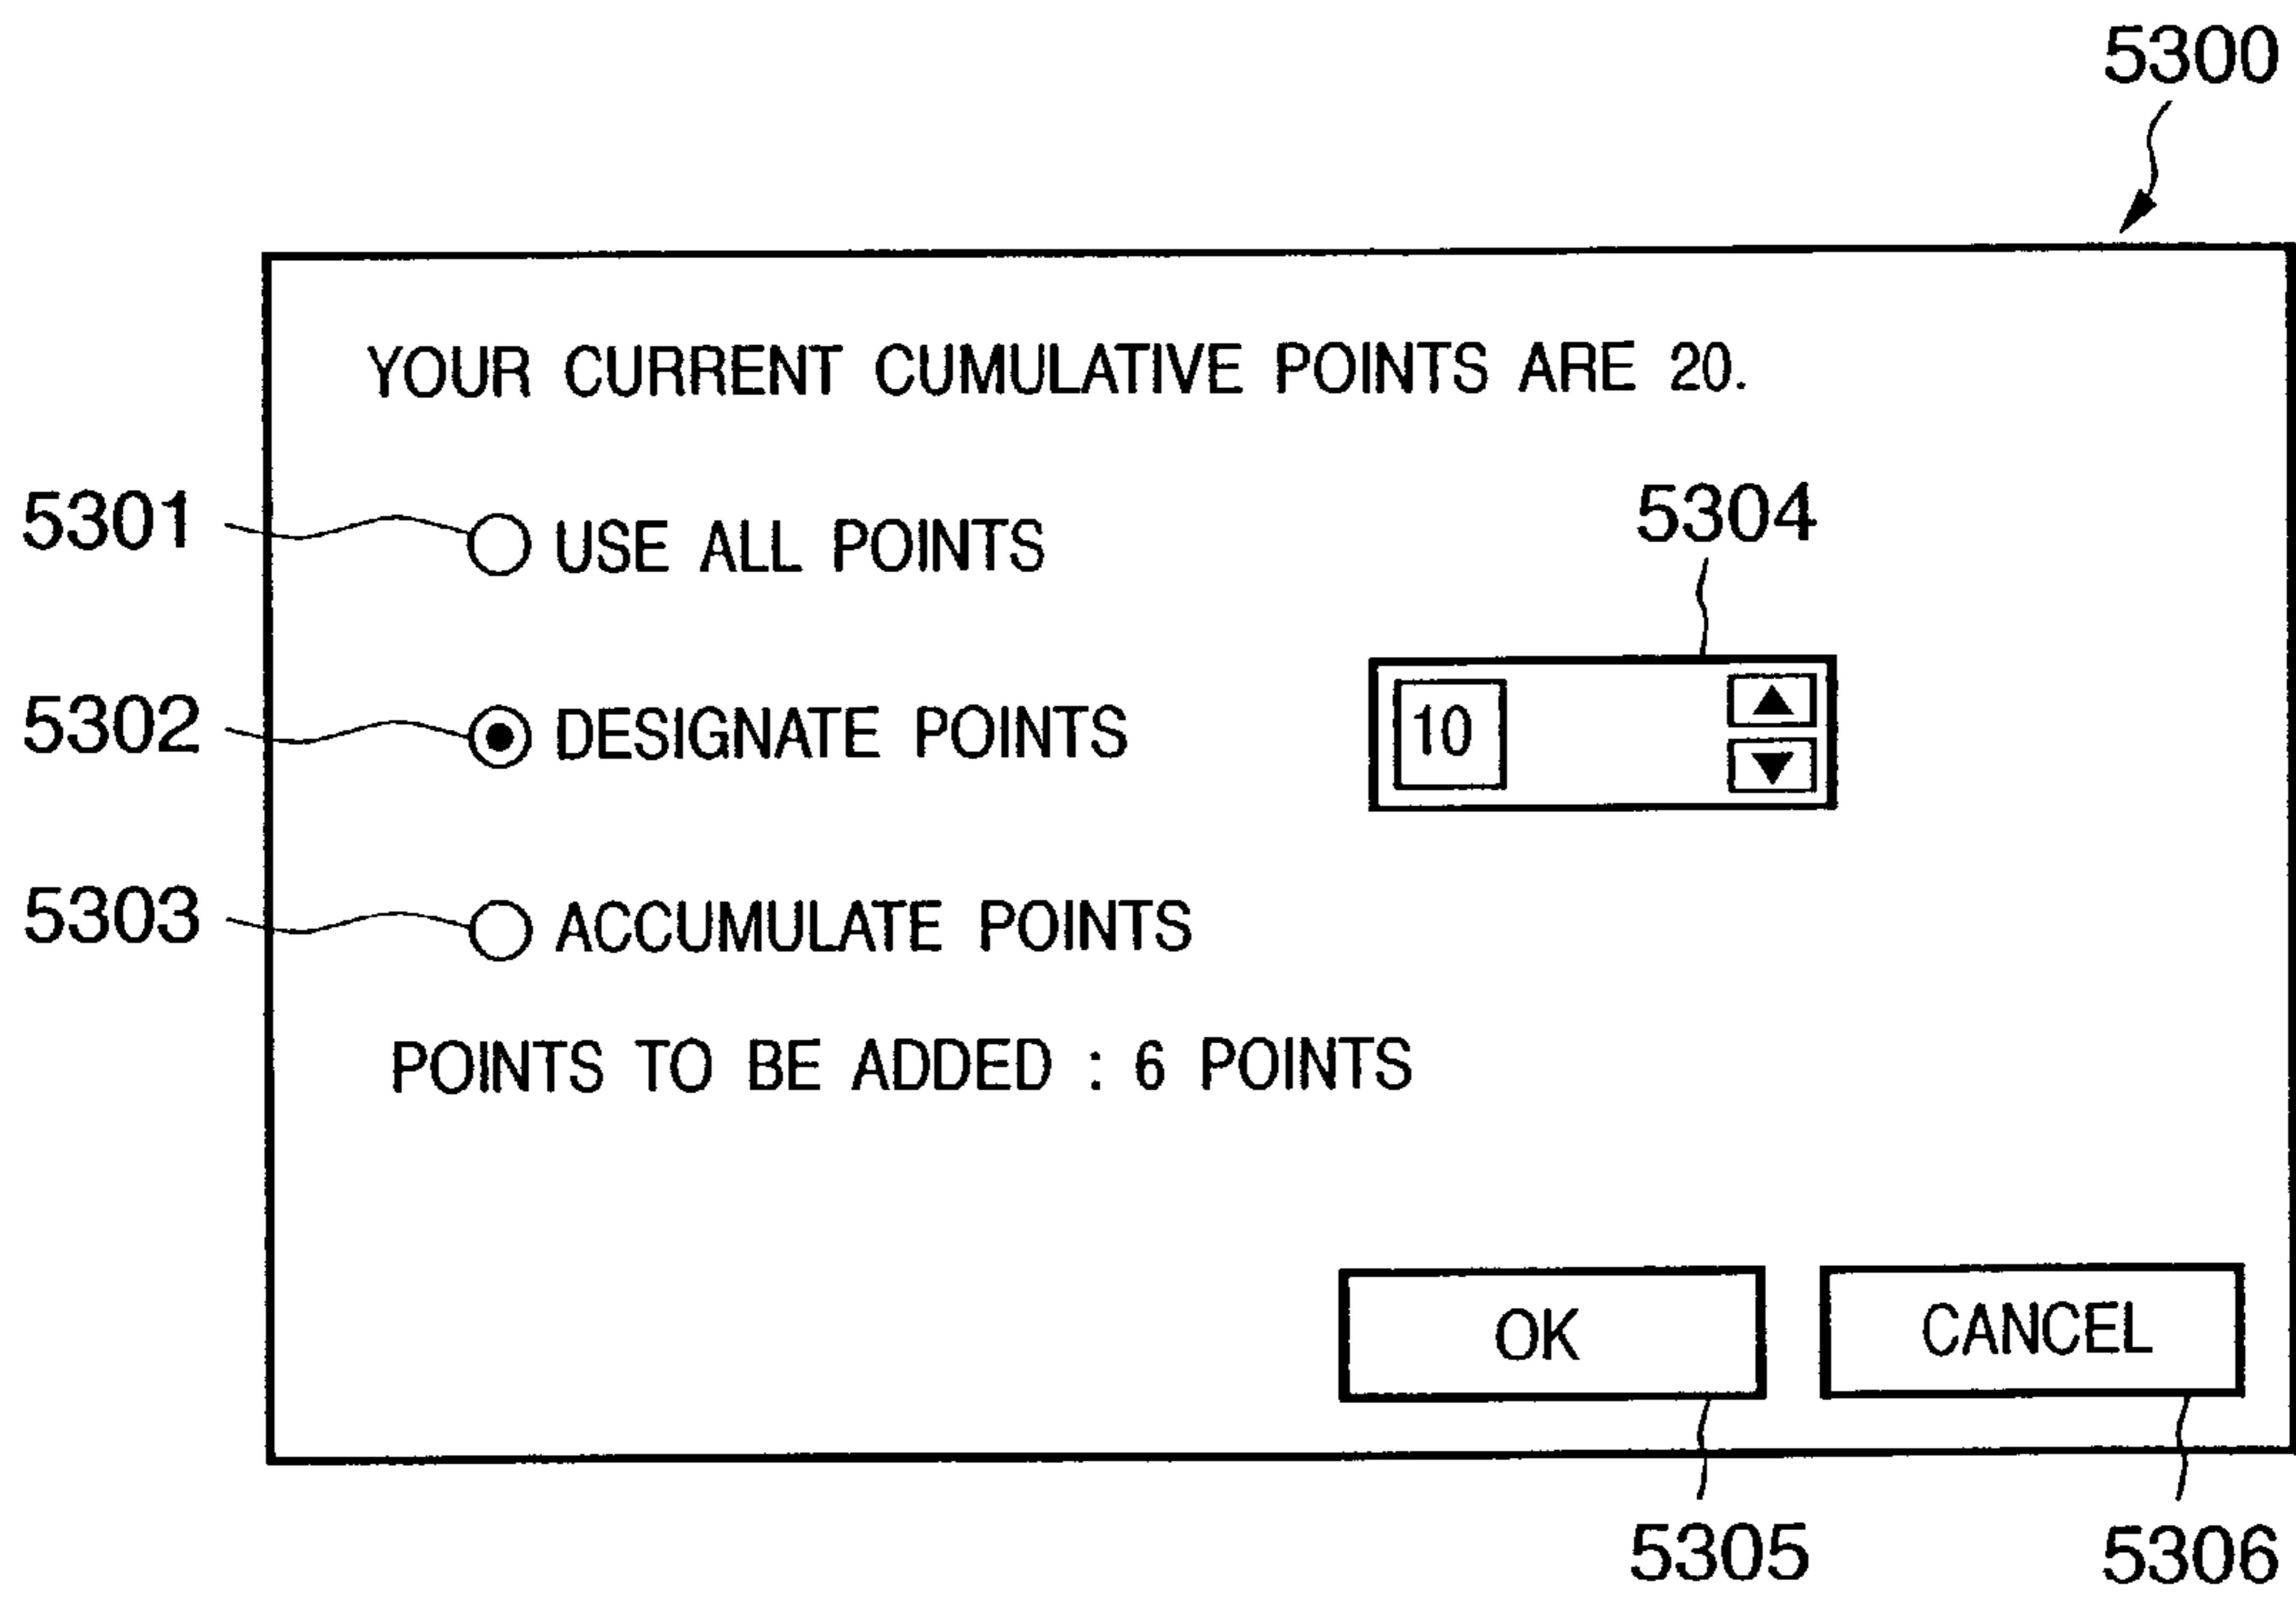 5300
YOUR CURRENT CUMULATIVE POINTS ARE 20.
5301
USE ALL POINTS
5304
5302
DESIGNATE POINTS
10
5303
ACCUMULATE POINTS
POINTS TO BE ADDED : 6 POINTS
OK
CANCEL
5305
5306